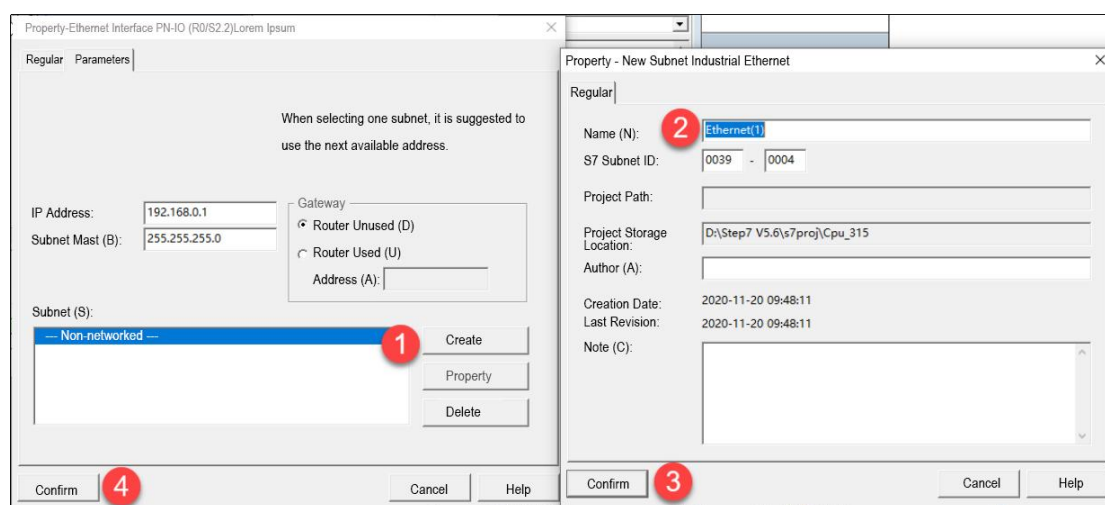 Property-Ethernet Interface PN-IO (R0/S2.2)Lorem Ipsum
Regular Parameters
When selecting one subnet, it is suggested to
use the next available address.
IP Address: 192.168.0.1
Subnet Mast (B): 255.255.255.0
Gateway
Router Unused (D)
Router Used (U)
Address (A):
Subnet (S):
--- Non-networked ---
1
Create
Property
Delete
Confirm
4
Cancel
Help
Property - New Subnet Industrial Ethernet
Regular
Name (N): 2 Ethernet(1)
S7 Subnet ID: 0039 - 0004
Project Path:
Project Storage
Location:
D:\Step7 V5.6\s7proj\Cpu_315
Author (A):
Creation Date: 2020-11-20 09:48:11
Last Revision: 2020-11-20 09:48:11
Note (C):
Confirm
3
Cancel
Help